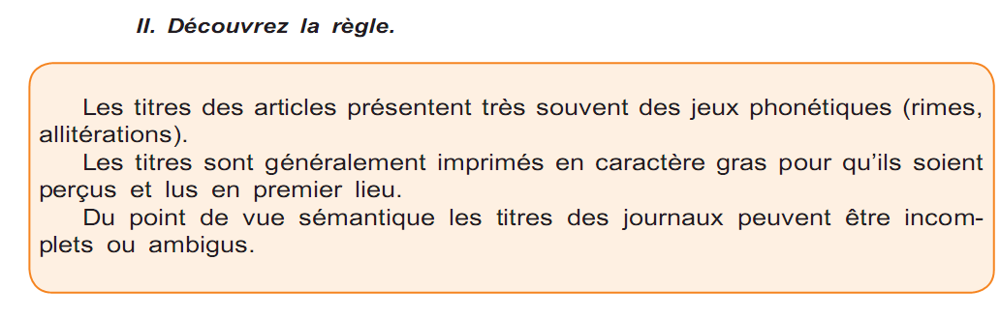 II. Découvrez la règle.
Les titres des articles présentent très souvent des jeux phonétiques (rimes,
allitérations).
Les titres sont généralement imprimés en caractère gras pour qu’ils soient
perçus et lus en premier lieu.
Du point de vue sémantique les titres des journaux peuvent être incom-
plets ou ambigus.